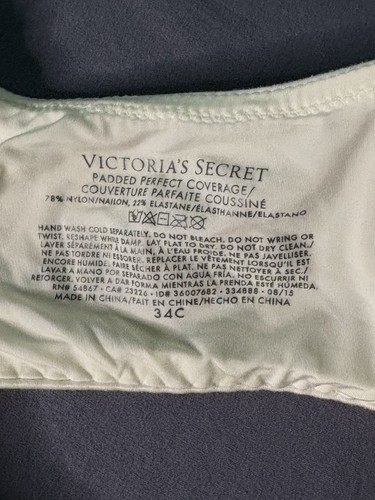 VICTORIA'S SECRET
PADDED PERFECT COVERAGE/
COUVERTURE PARFAITE COUSSINÉ
78% NYLON/NAILON, 22% ELASTANE/ÉLASTHANNE/ELASTANO
HAND WASH COLD SEPARATELY. DO NOT BLEACH. DO NOT WRING OR
TWIST. RESHAPE WHILE DAMP. LAY FLAT TO DRY. DO NOT DRY CLEAN./
LAVER SÉPARÉMENT À LA MAIN, À L'EAU FROIDE. NE PAS JAVELLISER.
NE PAS TORDRE NI ESSORER. REPLACER LE VÊTEMENT LORSQU'IL EST
ENCORE HUMIDE. FAIRE SÉCHER À PLAT. NE PAS NETTOYER À SEC./
LAVAR A MANO POR SEPARADO CON AGUA FRÍA. NO ESCURRIR NI
RETORCER. VOLVER A DAR FORMA MIENTRAS LA PRENDA ESTÉ HÚMEDA.
RN# 54867 • CA# 23226 • ID# 36007682 • 334888 • 08/15
MADE IN CHINA/FAIT EN CHINE/HECHO EN CHINA
34C